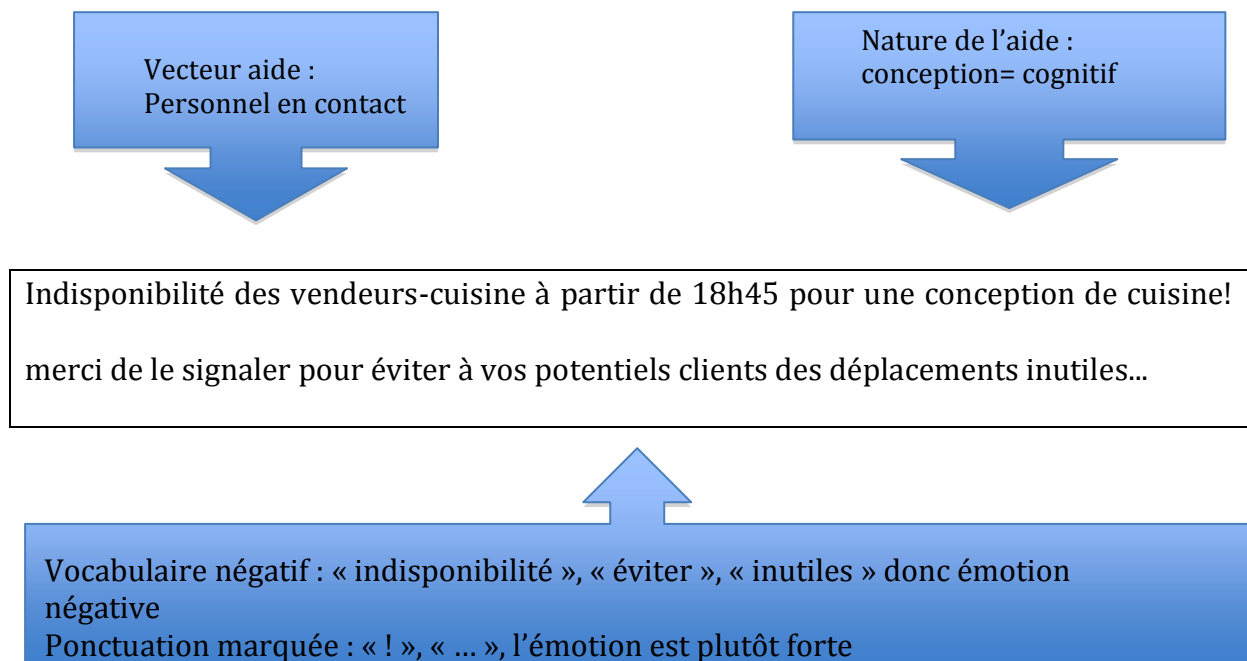 Vecteur aide :
Personnel en contact
Nature de l’aide :
conception= cognitif
Indisponibilité des vendeurs-cuisine à partir de 18h45 pour une conception de cuisine!
merci de le signaler pour éviter à vos potentiels clients des déplacements inutiles...
Vocabulaire négatif : « indisponibilité », « éviter », « inutiles » donc émotion
négative
Ponctuation marquée : « ! », « … », l’émotion est plutôt forte